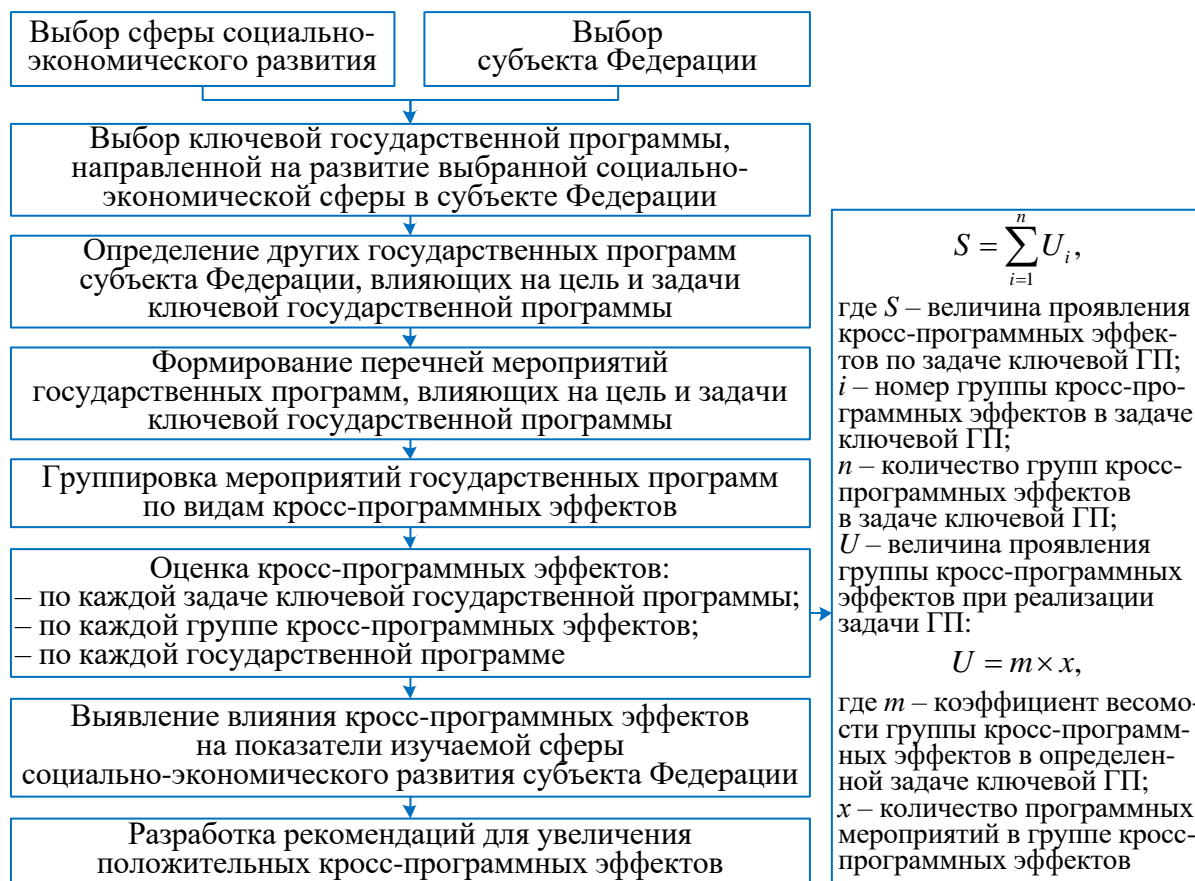 Выбор сферы социально-
экономического развития
Выбор
субъекта Федерации
Выбор ключевой государственной программы,
направленной на развитие выбранной социально-
экономической сферы в субъекте Федерации
Определение других государственных программ
субъекта Федерации, влияющих на цель и задачи
ключевой государственной программы
Формирование перечней мероприятий
государственных программ, влияющих на цель и задачи
ключевой государственной программы
Группировка мероприятий государственных программ
по видам кросс-программных эффектов
Оценка кросс-программных эффектов:
– по каждой задаче ключевой государственной программы;
– по каждой группе кросс-программных эффектов;
– по каждой государственной программе
Выявление влияния кросс-программных эффектов
на показатели изучаемой сферы
социально-экономического развития субъекта Федерации
Разработка рекомендаций для увеличения
положительных кросс-программных эффектов
n
S = ∑ U i ,
i=1
где S – величина проявления
кросс-программных эффек-
тов по задаче ключевой ГП;
i – номер группы кросс-про-
граммных эффектов в задаче
ключевой ГП;
n – количество групп кросс-
программных эффектов
в задаче ключевой ГП;
U – величина проявления
группы кросс-программных
эффектов при реализации
задачи ГП:
U = m × x,
где m – коэффициент весомо-
сти группы кросс-программ-
ных эффектов в определен-
ной задаче ключевой ГП;
x – количество программных
мероприятий в группе кросс-
программных эффектов